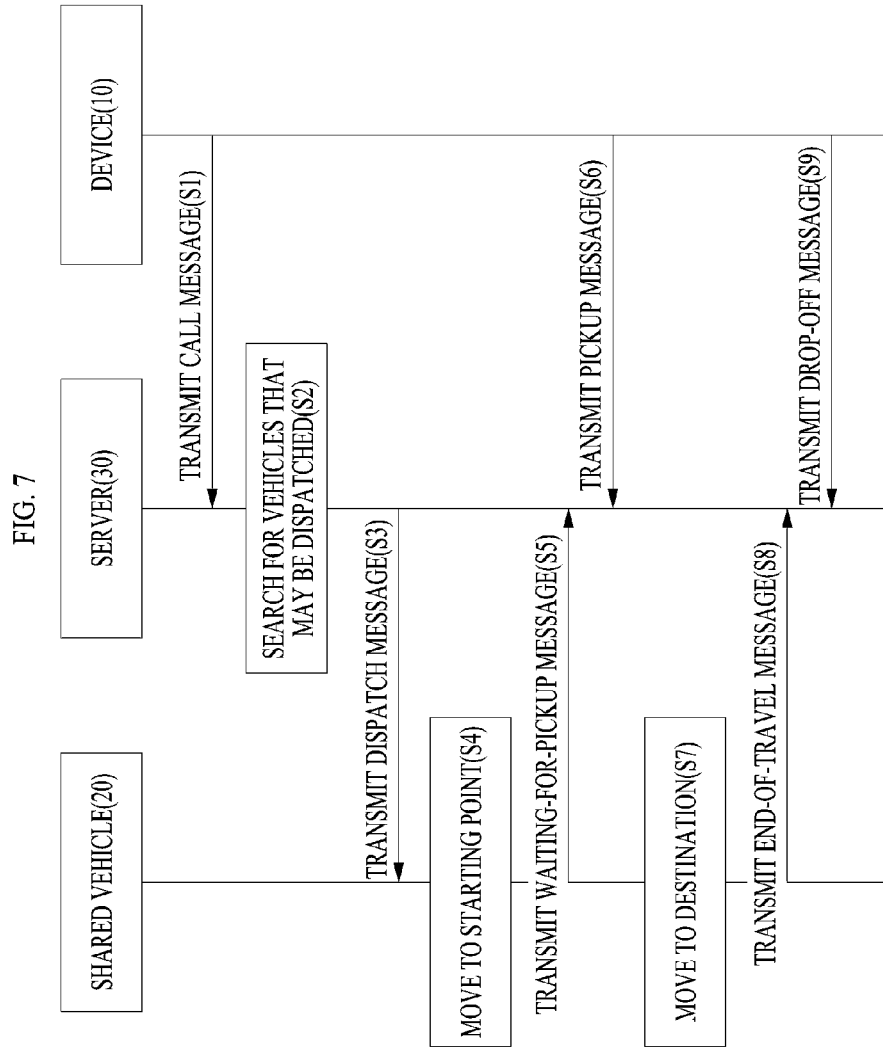 FIG. 7
SHARED VEHICLE(20)
SERVER(30)
DEVICE(10)
TRANSMIT CALL MESSAGE(S1)
SEARCH FOR VEHICLES THAT
MAY BE DISPATCHED(S2)
TRANSMIT DISPATCH MESSAGE(S3)
MOVE TO STARTING POINT(S4)
TRANSMIT WAITING-FOR-PICKUP MESSAGE(S5)
TRANSMIT PICKUP MESSAGE(S6)
MOVE TO DESTINATION(S7)
TRANSMIT END-OF-TRAVEL MESSAGE(S8)
TRANSMIT DROP-OFF MESSAGE(S9)